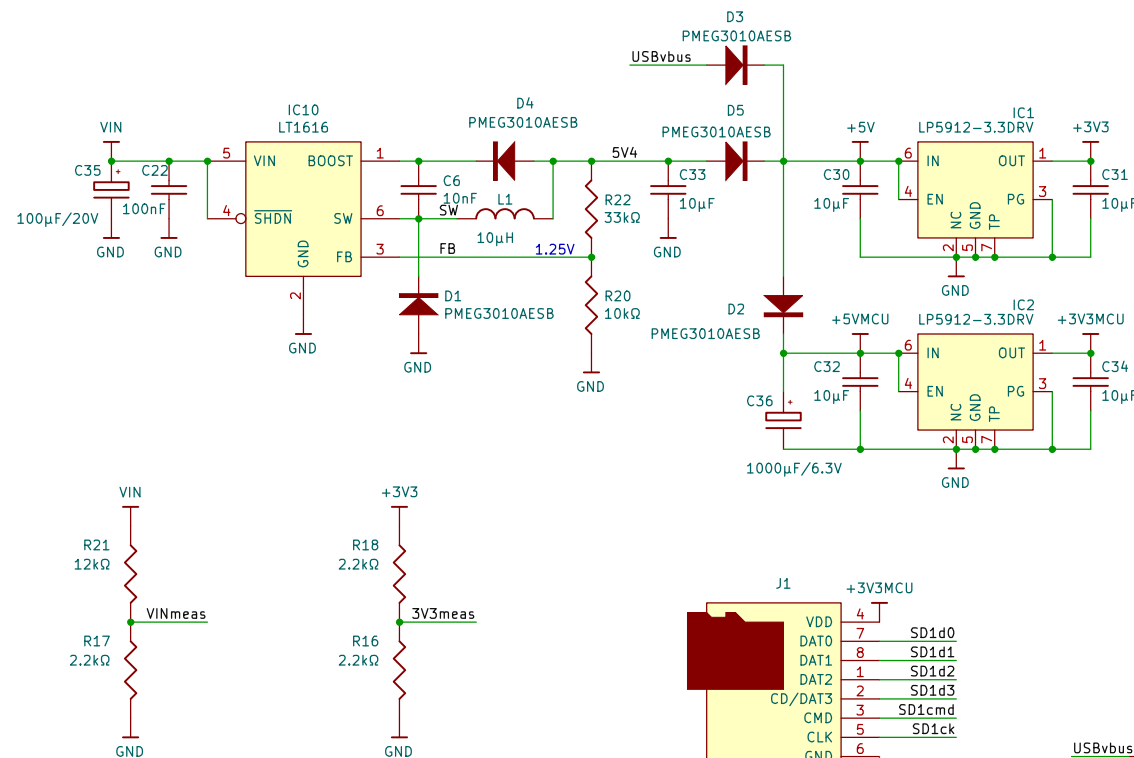 D3
PMEG3010AESB
USBvbus
D4
PMEG3010AESB
D5
PMEG3010AESB
IC10
LT1616
VIN
5
VIN
BOOST
1
4
SHDN
SW
6
GND
FB
3
2
GND
C35
+
100µF/20V
GND
C22
100nF
GND
C6
10nF
SW
L1
10µH
FB
1.25V
5V4
R22
33kΩ
R20
10kΩ
GND
D1
PMEG3010AESB
GND
C33
10µF
GND
+5V
C30
10µF
IC1
LP5912-3.3DRV
6
IN
OUT
1
4
EN
PG
3
NC
GND
TP
2
5
7
GND
+3V3
C31
10µF
D2
PMEG3010AESB
+5VMCU
C32
10µF
C36
+
1000µF/6.3V
IC2
LP5912-3.3DRV
6
IN
OUT
1
4
EN
PG
3
NC
GND
TP
2
5
7
GND
+3V3MCU
C34
10µF
VIN
R21
12kΩ
VINmeas
R17
2.2kΩ
GND
+3V3
R18
2.2kΩ
3V3meas
R16
2.2kΩ
GND
J1
+3V3MCU
VDD
4
DAT0
7
SD1d0
DAT1
8
SD1d1
DAT2
1
SD1d2
CD/DAT3
2
SD1d3
CMD
3
SD1cmd
CLK
5
SD1ck
GND
6
USBvbus